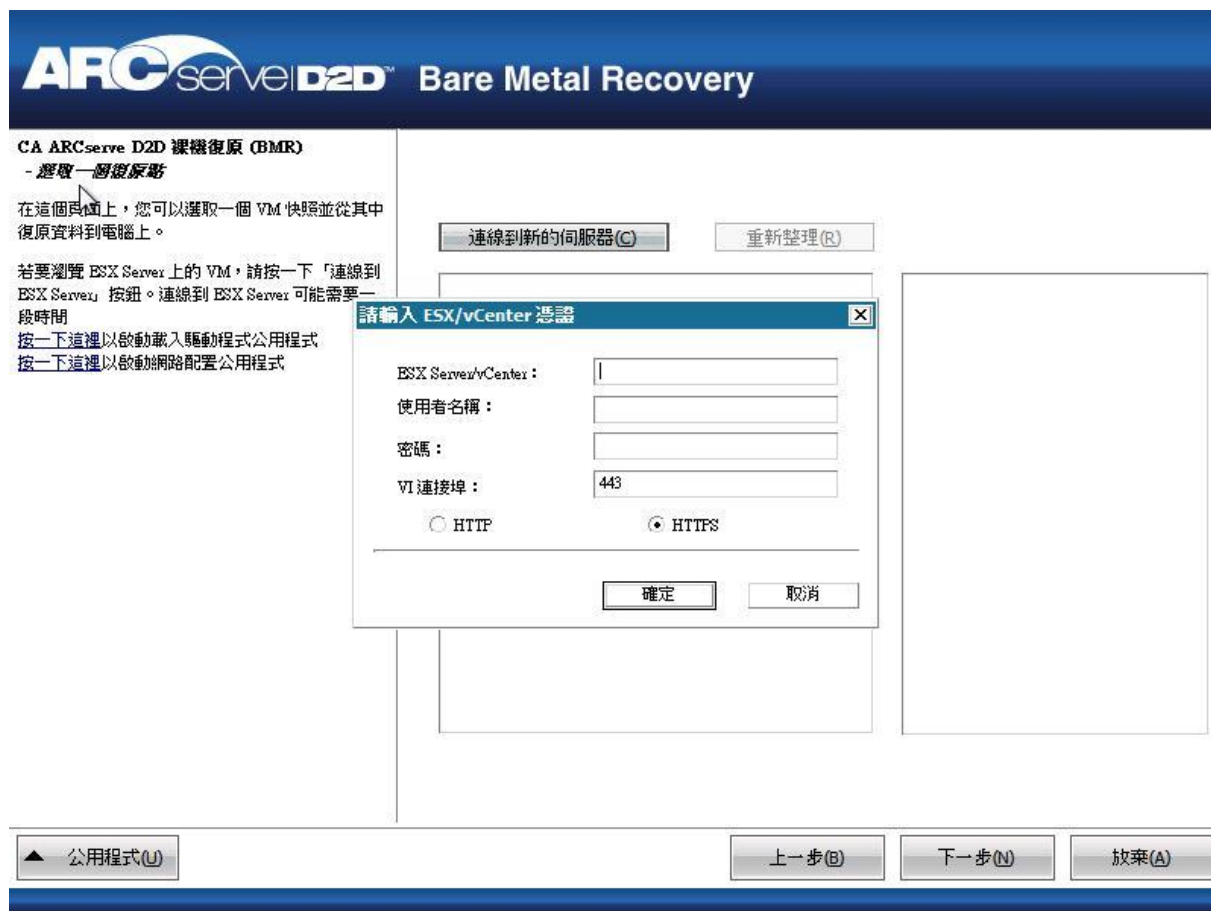 ARCserve D2D™ Bare Metal Recovery
CA ARCserve D2D 裸機復原 (BMR)
- 選取一個復原點
在這個頁面上，您可以選取一個 VM 快照並從其中
復原資料到電腦上。
若要瀏覽 ESX Server 上的 VM，請按一下「連線到
ESX Server」按鈕。連線到 ESX Server 可能需要一
段時間
按一下這裡以啟動載入驅動程式公用程式
按一下這裡以啟動網路配置公用程式
連線到新的伺服器(C)
重新整理(R)
請輸入 ESX/vCenter 憑證
ESX Server/vCenter：
使用者名稱：
密碼：
VI 連接埠：
443
HTTP
HTTPS
確定
取消
公用程式(U)
上一步(B)
下一步(N)
放棄(A)